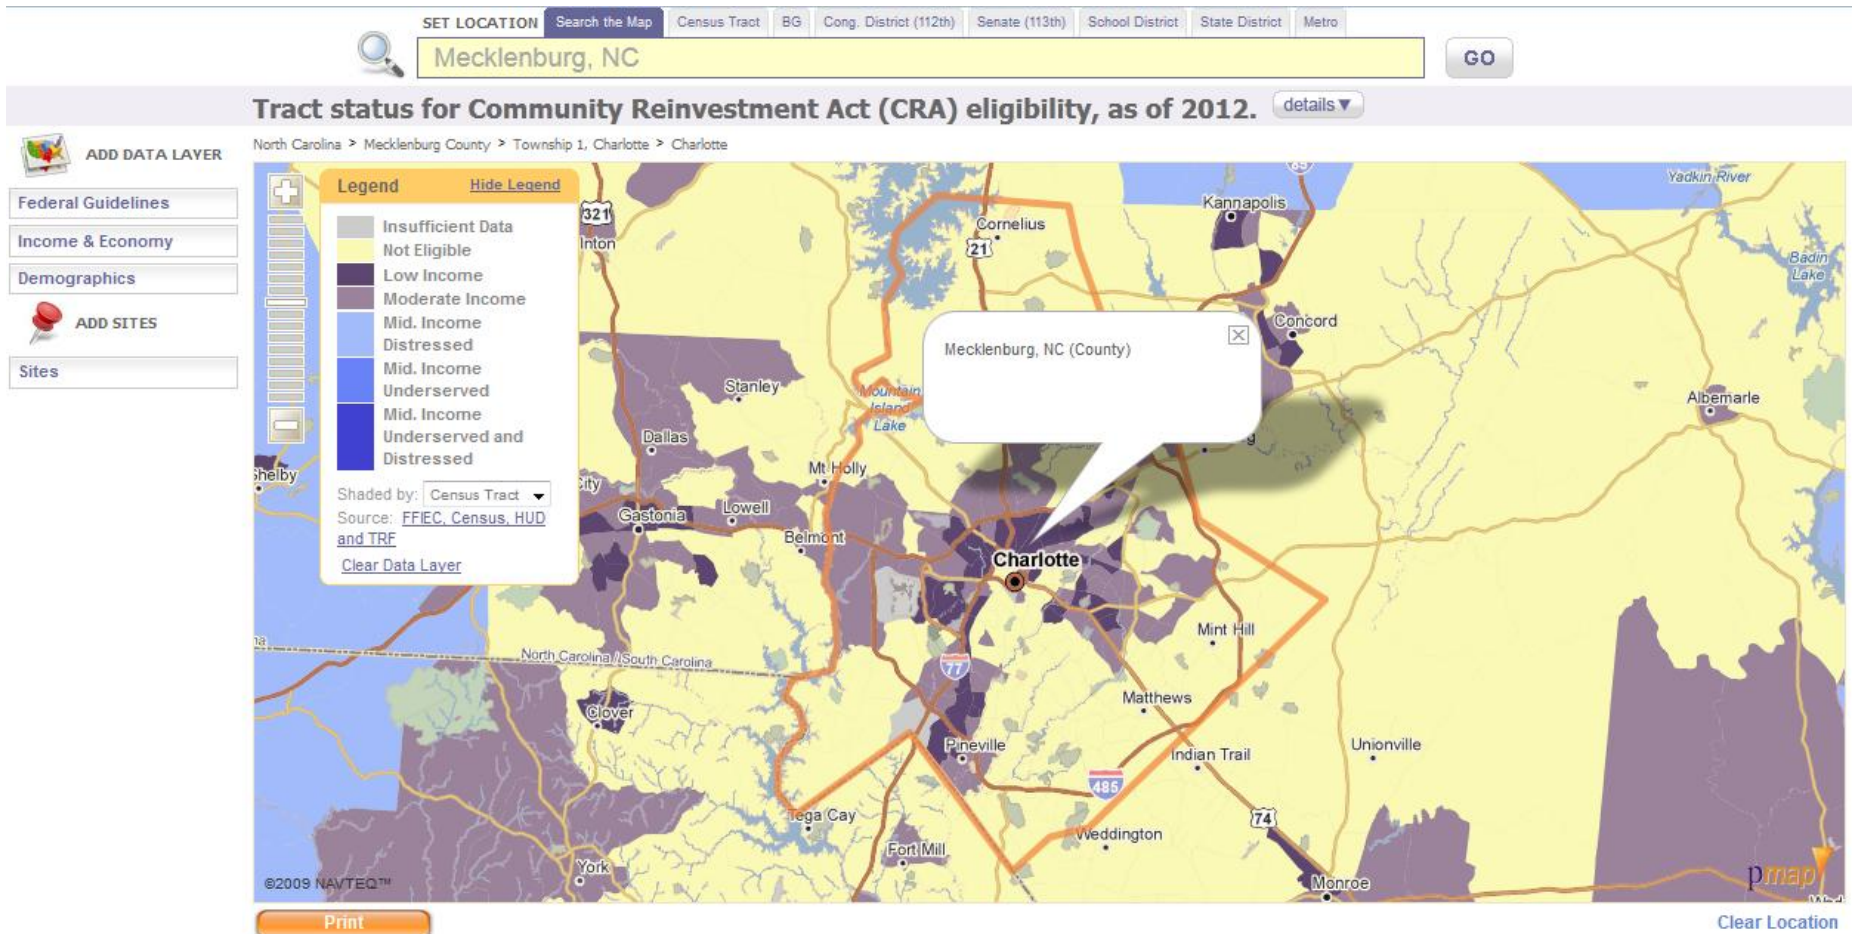 SET LOCATION Search the Map Census Tract BG Cong. District (112th) Senate (113th) School District State District Metro
Mecklenburg, NC
GO
Tract status for Community Reinvestment Act (CRA) eligibility, as of 2012. details▼
ADD DATA LAYER
North Carolina > Mecklenburg County > Township 1, Charlotte > Charlotte
Federal Guidelines
Income & Economy
Demographics
ADD SITES
Sites
Legend Hide Legend
Insufficient Data
Not Eligible
Low Income
Moderate Income
Mid. Income
Distressed
Mid. Income
Underserved
Mid. Income
Underserved and
Distressed
Shaded by: Census Tract
Source: FFIEC, Census, HUD
and TRF
Clear Data Layer
Yadkin River
Kannapolis
321
Cornelius
21
Badin
Lake
Concord
Mecklenburg, NC (County)
Stanley
Mountain
Island
Lake
Albemarle
Dallas
Shelby
Mt Holly
City
Gastonia
Lowell
Belmont
Charlotte
Mint Hill
North Carolina / South Carolina
77
Matthews
Clover
Pineville
Indian Trail
Unionville
485
Tega Cay
74
Weddington
Fort Mill
York
Monroe
©2009 NAVTEQ™
pmap
Print
Clear Location